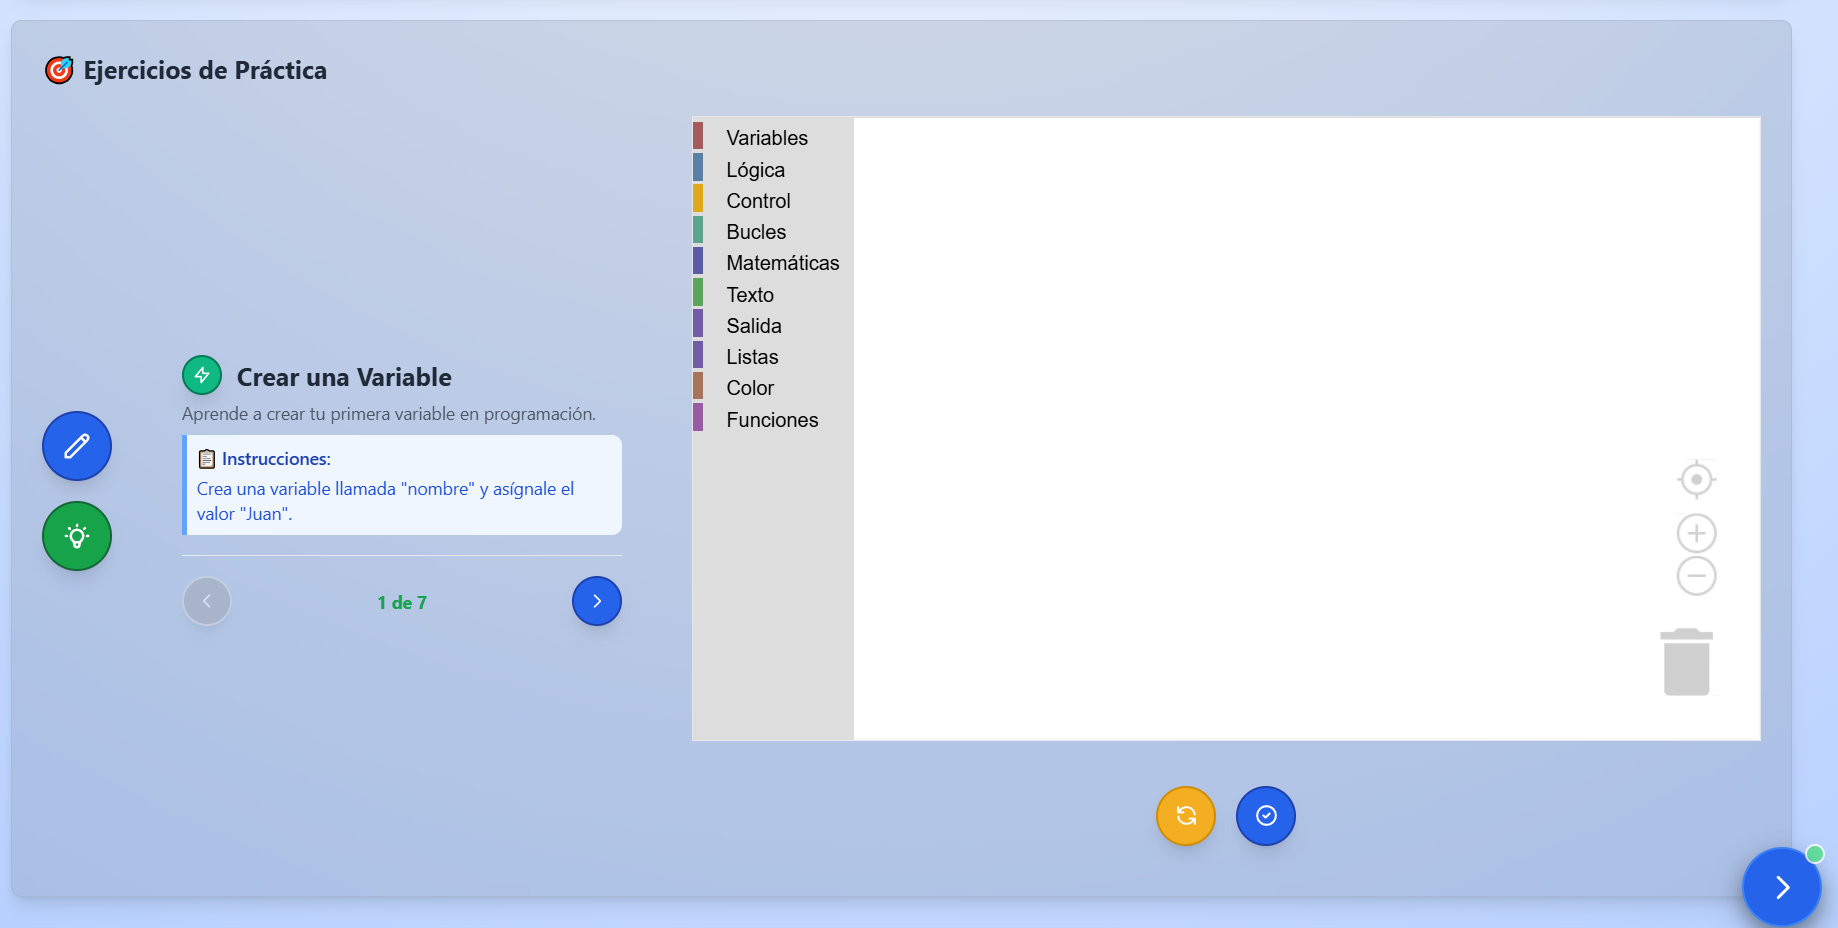 Ejercicios de Práctica
Crear una Variable
Aprende a crear tu primera variable en programación.
Instrucciones:
Crea una variable llamada "nombre" y asígnale el
valor "Juan".
1 de 7
Variables
Lógica
Control
Bucles
Matemáticas
Texto
Salida
Listas
Color
Funciones